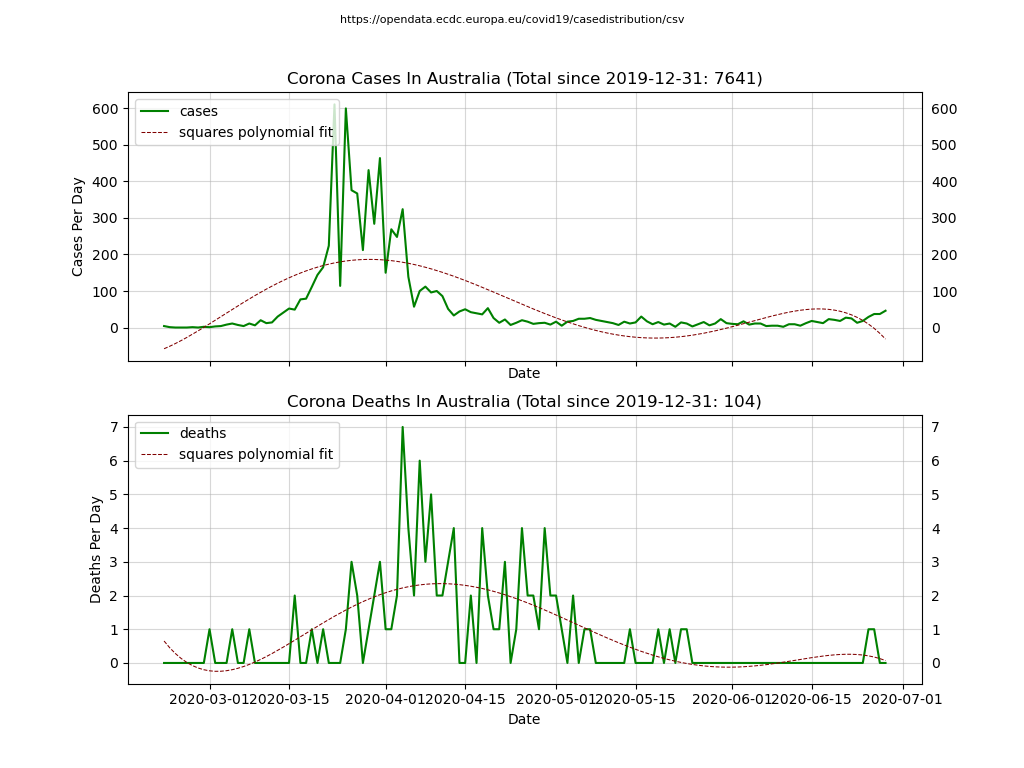 https://opendata.ecdc.europa.eu/covid19/casedistribution/csv
Corona Cases In Australia (Total since 2019-12-31: 7641)
cases
squares polynomial fit
600
500
400
300
200
100
0
600
500
400
300
200
100
0
Cases Per Day
Date
Corona Deaths In Australia (Total since 2019-12-31: 104)
deaths
squares polynomial fit
7
6
5
4
3
2
1
0
7
6
5
4
3
2
1
0
Deaths Per Day
2020-03-01 2020-03-15 2020-04-01 2020-04-15 2020-05-01 2020-05-15 2020-06-01 2020-06-15 2020-07-01
Date